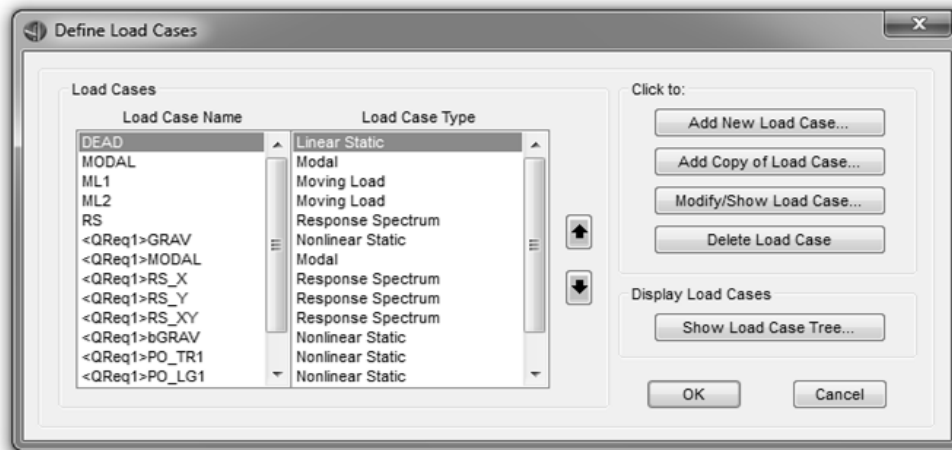 Define Load Cases
Load Cases
Load Case Name Load Case Type
DEAD Linear Static
MODAL Modal
ML1 Moving Load
ML2 Moving Load
RS Response Spectrum
<QReq1>GRAV Nonlinear Static
<QReq1>MODAL Modal
<QReq1>RS_X Response Spectrum
<QReq1>RS_Y Response Spectrum
<QReq1>RS_XY Response Spectrum
<QReq1>bGRAV Nonlinear Static
<QReq1>PO_TR1 Nonlinear Static
<QReq1>PO_LG1 Nonlinear Static
Click to:
Add New Load Case...
Add Copy of Load Case...
Modify/Show Load Case...
Delete Load Case
Display Load Cases
Show Load Case Tree...
OK Cancel